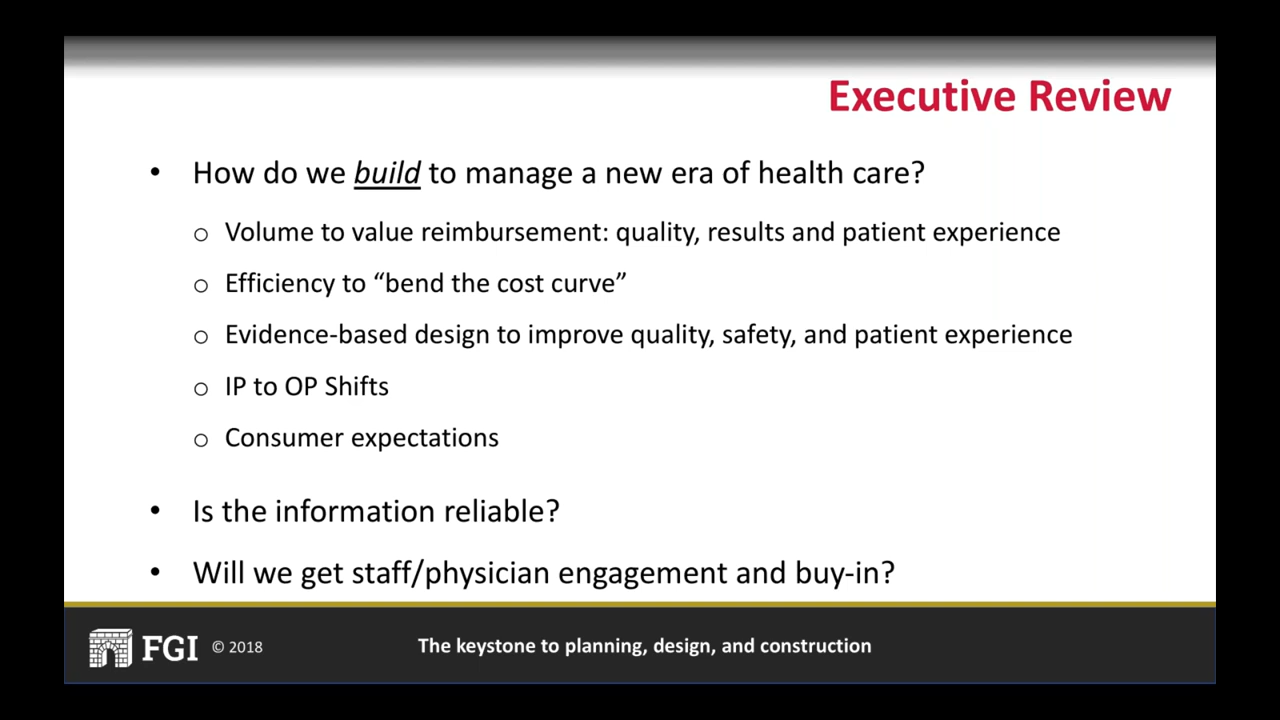 Executive Review
• How do we build to manage a new era of health care?
o Volume to value reimbursement: quality, results and patient experience
o Efficiency to “bend the cost curve”
o Evidence-based design to improve quality, safety, and patient experience
o IP to OP Shifts
o Consumer expectations
• Is the information reliable?
• Will we get staff/physician engagement and buy-in?
FGI © 2018 The keystone to planning, design, and construction